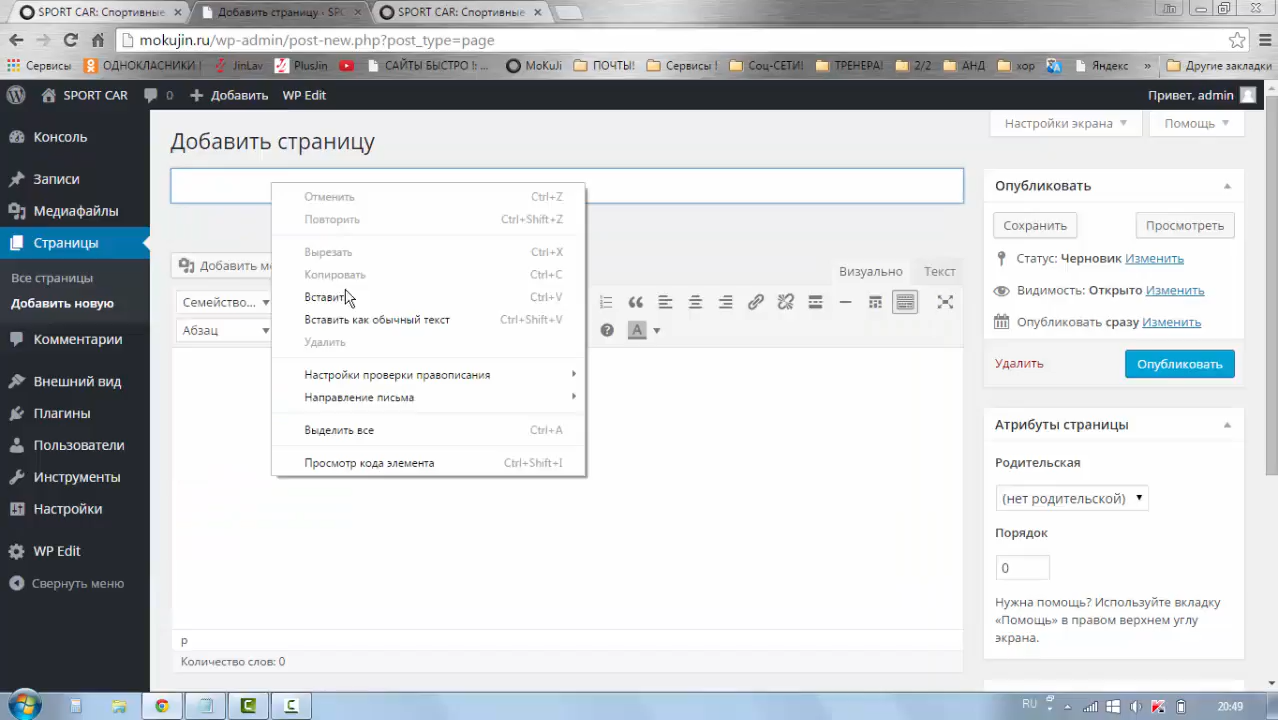 SPORT CAR: Спортивные
Добавить страницу ‹ SPO
SPORT CAR: Спортивные
mokujin.ru/wp-admin/post-new.php?post_type=page
Сервисы
ОДНОКЛАСНИКИ !
JinLav
PlusJin
САЙТЫ БЫСТРО !: ...
MoKuJi
ПОЧТЫ!
Сервисы !
Соц-СЕТИ!
ТРЕНЕРА!
2/2
АНД
хор
Яндекс
»
Другие закладки
SPORT CAR
0
Добавить
WP Edit
Привет, admin
Консоль
Записи
Медиафайлы
Страницы
Все страницы
Добавить новую
Комментарии
Внешний вид
Плагины
Пользователи
Инструменты
Настройки
WP Edit
Свернуть меню
Настройки экрана
Помощь
Добавить страницу
Отменить Ctrl+Z
Повторить Ctrl+Shift+Z
Вырезать Ctrl+X
Копировать Ctrl+C
Вставить Ctrl+V
Вставить как обычный текст Ctrl+Shift+V
Удалить
Настройки проверки правописания
Направление письма
Выделить все Ctrl+A
Просмотр кода элемента Ctrl+Shift+I
Добавить ме
Визуально
Текст
Семейство...
Абзац
A
p
Количество слов: 0
Опубликовать
Сохранить
Просмотреть
Статус: Черновик Изменить
Видимость: Открыто Изменить
Опубликовать сразу Изменить
Удалить
Опубликовать
Атрибуты страницы
Родительская
(нет родительской)
Порядок
0
Нужна помощь? Используйте вкладку
«Помощь» в правом верхнем углу
экрана.
RU
20:49